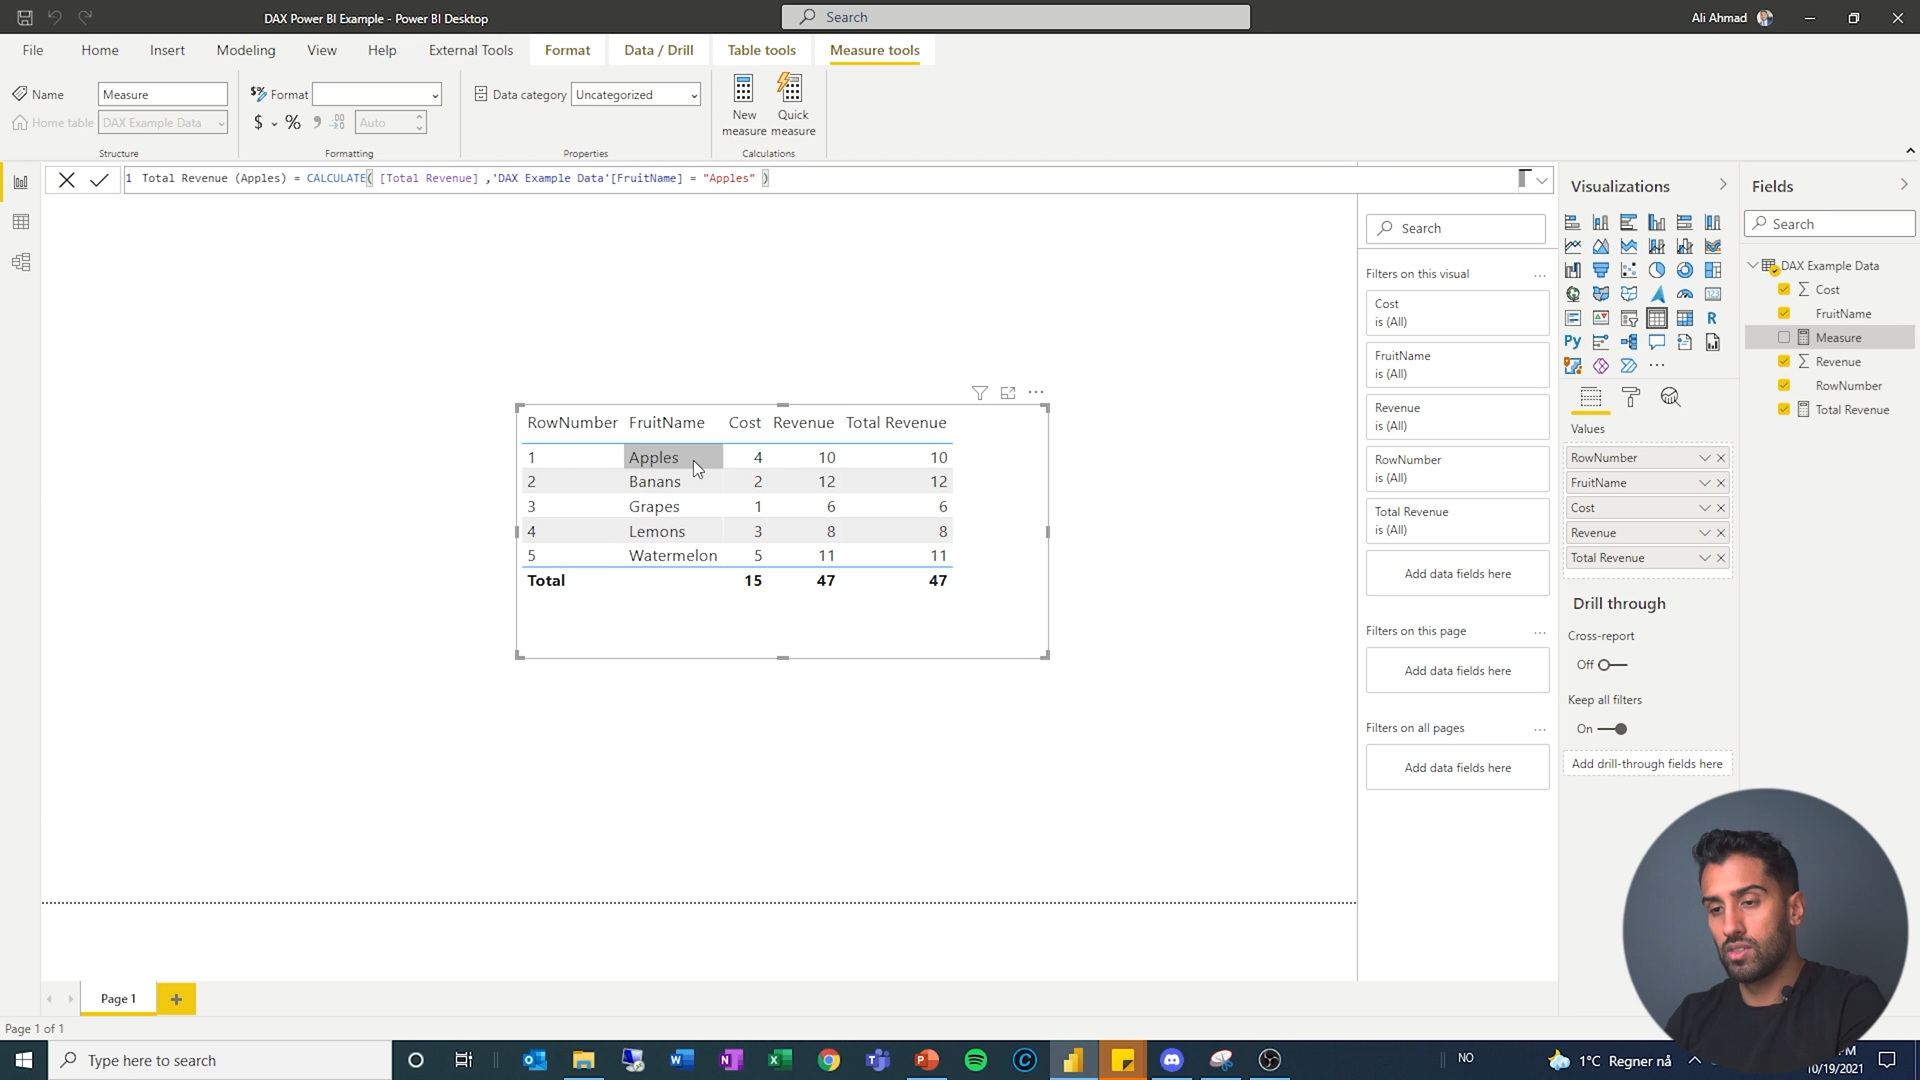 DAX Power BI Example - Power BI Desktop
Search
Ali Ahmad
File Home Insert Modeling View Help External Tools Format Data / Drill Table tools Measure tools
Name Measure
Home table DAX Example Data
Structure
$% Format
$ % Auto
Formatting
Data category Uncategorized
Properties
New measure
Quick measure
Calculations
1 Total Revenue (Apples) = CALCULATE( [Total Revenue] ,'DAX Example Data'[FruitName] = "Apples" )
RowNumber FruitName Cost Revenue Total Revenue
1 Apples 4 10 10
2 Banans 2 12 12
3 Grapes 1 6 6
4 Lemons 3 8 8
5 Watermelon 5 11 11
Total 15 47 47
Search
Filters on this visual ...
Cost
is (All)
FruitName
is (All)
Revenue
is (All)
RowNumber
is (All)
Total Revenue
is (All)
Add data fields here
Filters on this page ...
Add data fields here
Filters on all pages ...
Add data fields here
Visualizations
123
R
Py
...
Values
RowNumber
FruitName
Cost
Revenue
Total Revenue
Drill through
Cross-report
Off
Keep all filters
On
Add drill-through fields here
Fields
Search
DAX Example Data
Σ Cost
FruitName
Measure
Σ Revenue
RowNumber
Total Revenue
Page 1 +
Page 1 of 1
Type here to search
NO
1°C Regner nå
10/19/2021